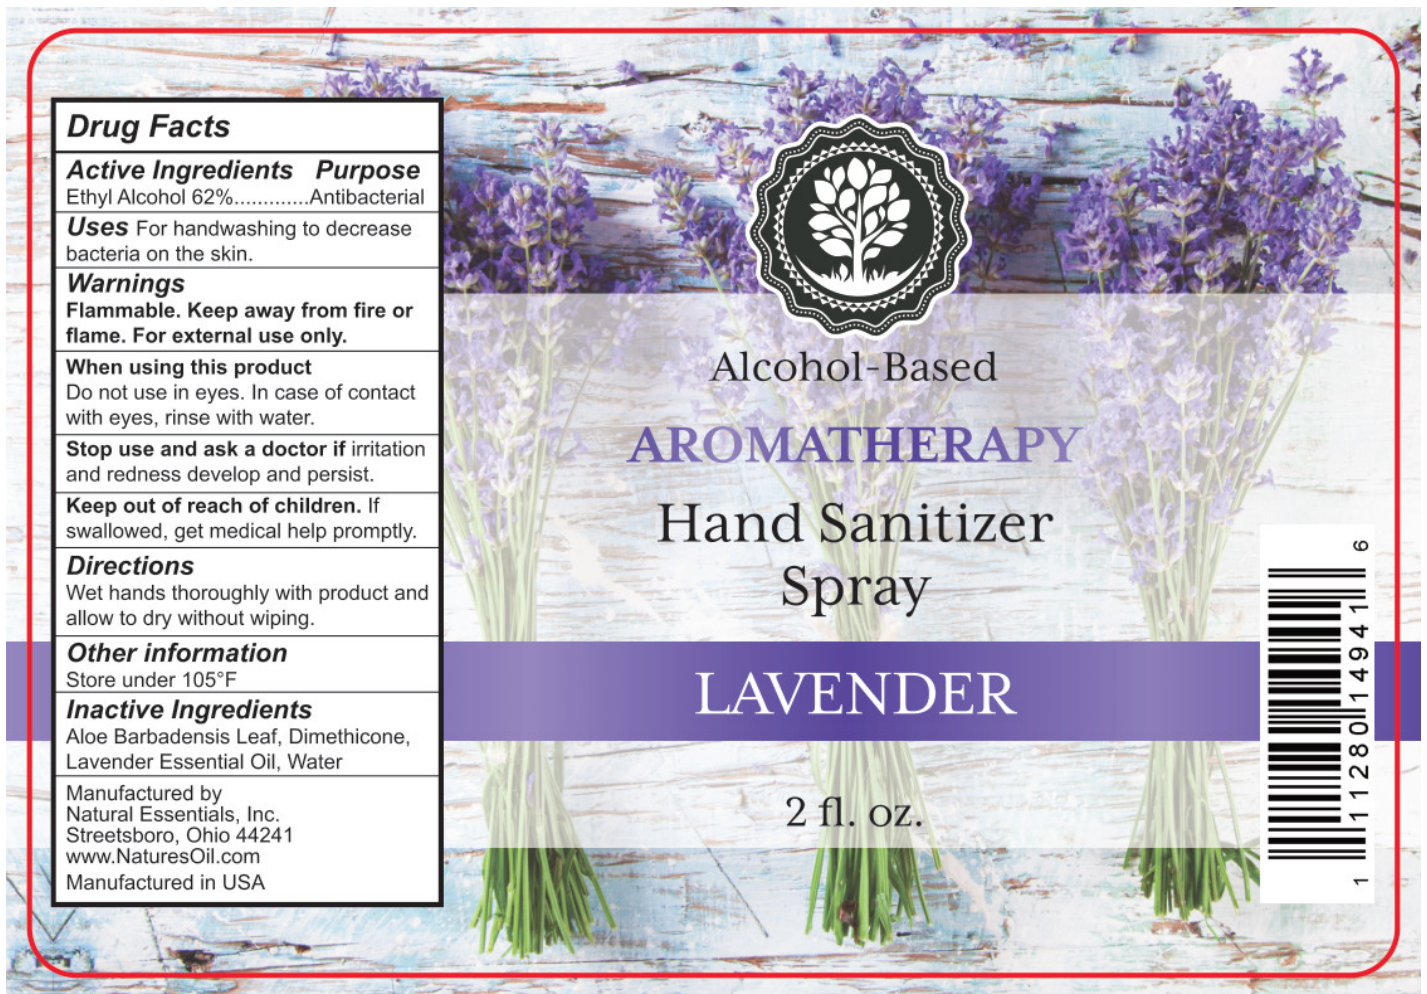 Drug Facts
Active Ingredients Purpose
Ethyl Alcohol 62%.............Antibacterial
Uses For handwashing to decrease
bacteria on the skin.
Warnings
Flammable. Keep away from fire or
flame. For external use only.
When using this product
Do not use in eyes. In case of contact
with eyes, rinse with water.
Stop use and ask a doctor if irritation
and redness develop and persist.
Keep out of reach of children. If
swallowed, get medical help promptly.
Directions
Wet hands thoroughly with product and
allow to dry without wiping.
Other information
Store under 105°F
Inactive Ingredients
Aloe Barbadensis Leaf, Dimethicone,
Lavender Essential Oil, Water
Manufactured by
Natural Essentials, Inc.
Streetsboro, Ohio 44241
www.NaturesOil.com
Manufactured in USA
Alcohol-Based
AROMATHERAPY
Hand Sanitizer
Spray
LAVENDER
2 fl. oz.
1 11280 14941 6